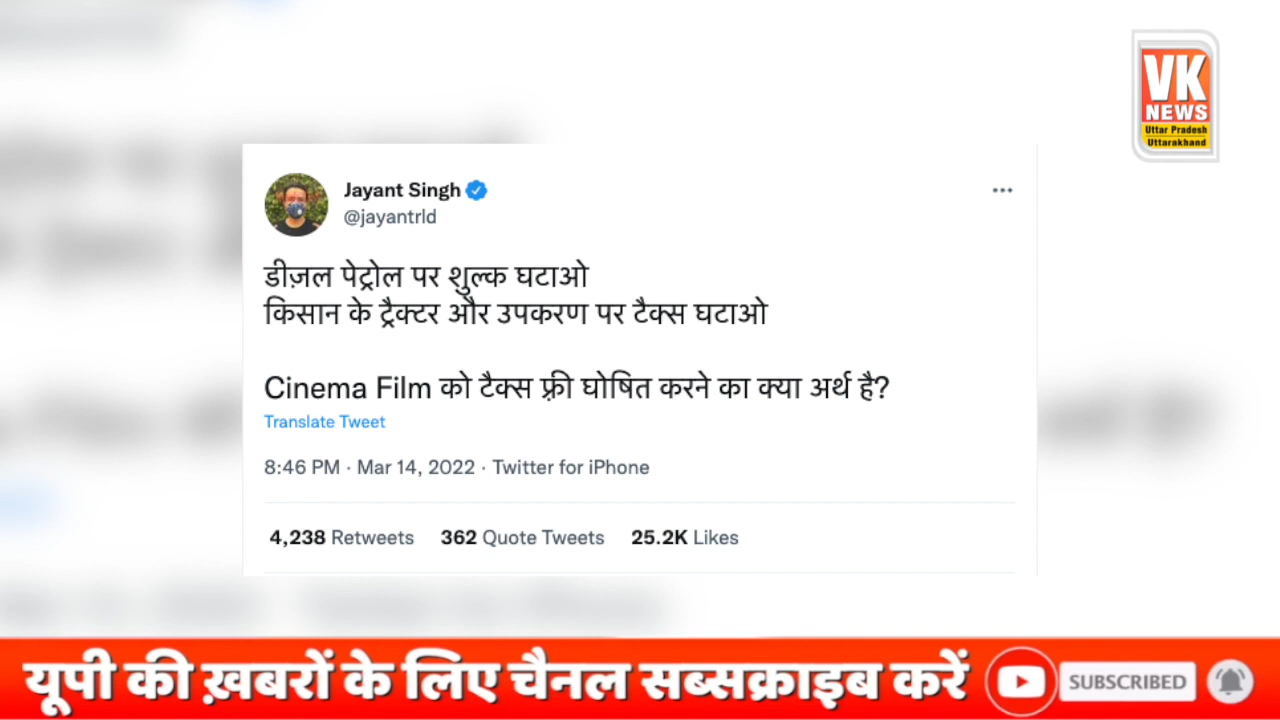 VK
NEWS
Uttar Pradesh
Uttarakhand
Jayant Singh
@jayantrld
डीज़ल पेट्रोल पर शुल्क घटाओ
किसान के ट्रैक्टर और उपकरण पर टैक्स घटाओ
Cinema Film को टैक्स फ़्री घोषित करने का क्या अर्थ है?
Translate Tweet
8:46 PM · Mar 14, 2022 · Twitter for iPhone
4,238 Retweets 362 Quote Tweets 25.2K Likes
यूपी की ख़बरों के लिए चैनल सब्सक्राइब करें
SUBSCRIBED